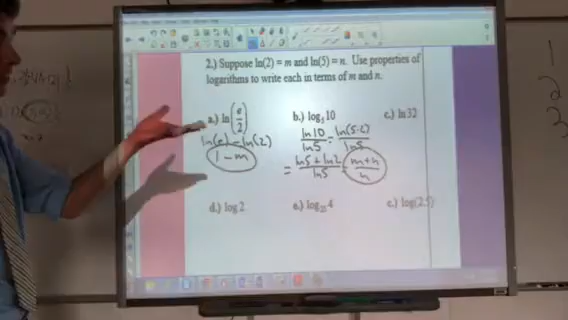 2.) Suppose ln(2) = m and ln(5) = n. Use properties of
logarithms to write each in terms of m and n.
a.) ln(e/2)
b.) log₅ 10
c.) ln 32
ln(e) - ln(2)
1 - m
ln10/ln5 = ln(5·2)/ln5
= ln5 + ln2/ln5 = m+n/n
d.) log 2
e.) log₂₅ 4
c.) log(2.5)
1
2
3